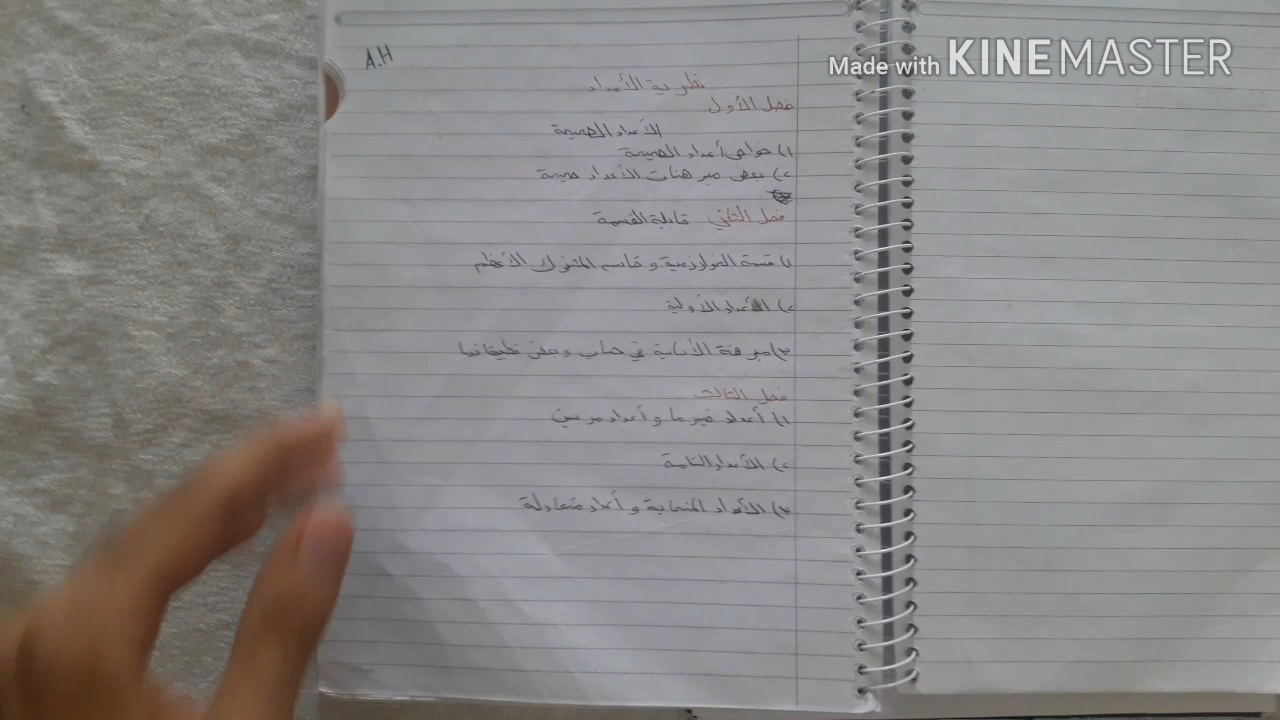 A.H
Made with KINEMASTER
نظرية الأعداد
فصل الأول
الأعداد الصحيحة
١) خواص أعداد الصحيحة
٢) بعض مبرهنات الأعداد صحيحة
فصل الثاني قابلية القسمة
١) قسمة الخوارزمية و قاسم المشترك الأعظم
٢) الأعداد الأولية
٣) مبرهنة الأساسية في حساب وبعض تطبيقاتها
فصل الثالث
١) أعداد فيرما و أعداد مرسين
٢) الأعداد التامة
٣) الأعداد المتحابة و أعداد متعادلة